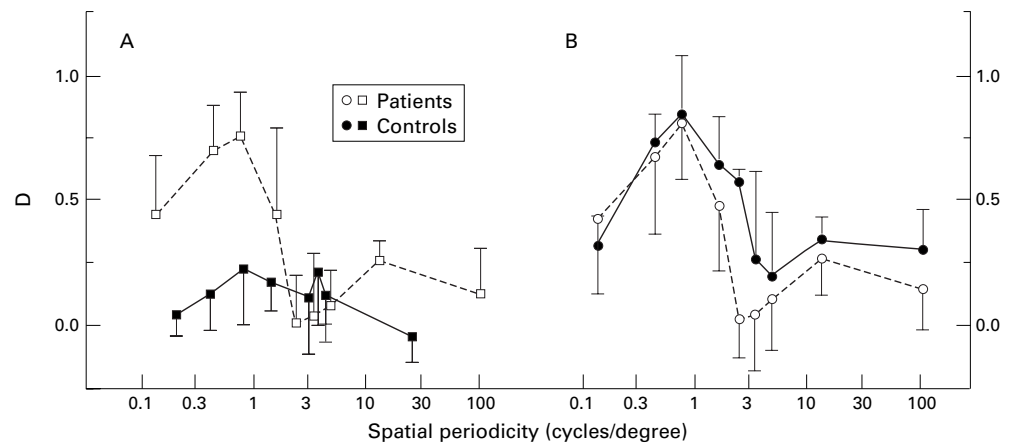 A
B
1.0
1.0
Patients
Controls
D
0.5
0.5
0.0
0.0
0.1 0.3 1 3 10 30 100 0.1 0.3 1 3 10 30 100
Spatial periodicity (cycles/degree)